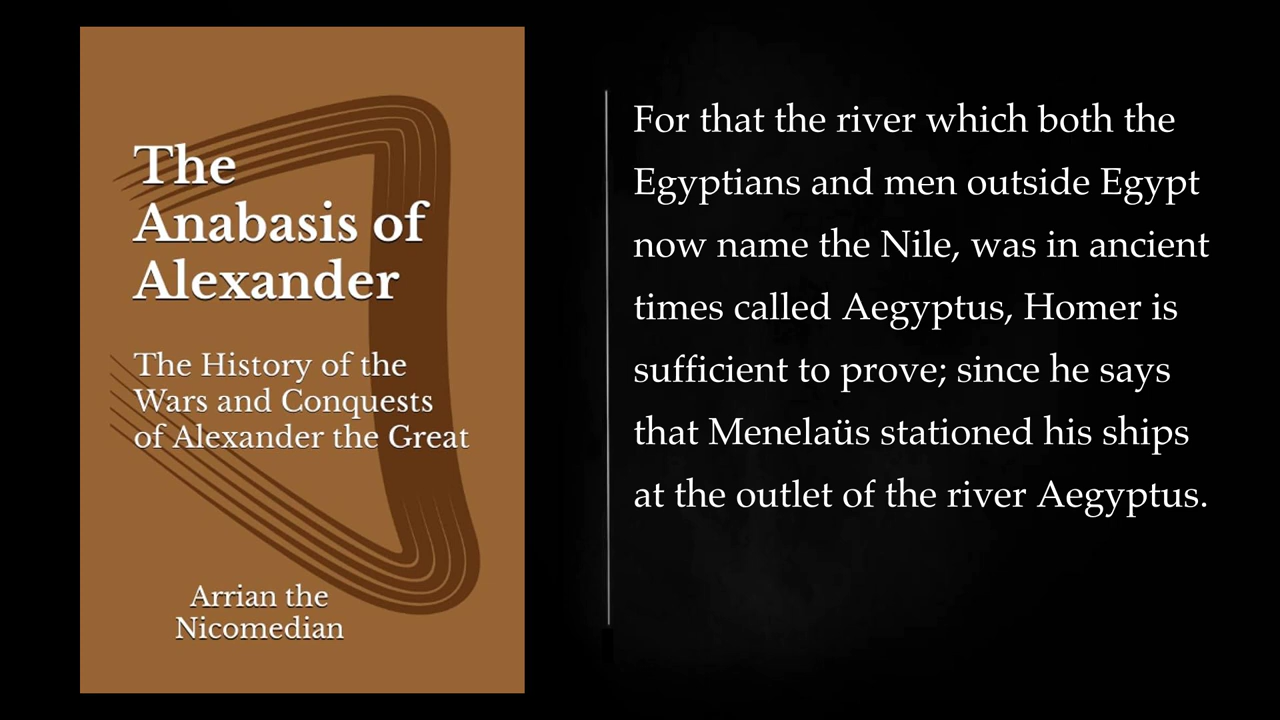 The
Anabasis of
Alexander
The History of the
Wars and Conquests
of Alexander the Great
Arrian the
Nicomedian
For that the river which both the
Egyptians and men outside Egypt
now name the Nile, was in ancient
times called Aegyptus, Homer is
sufficient to prove; since he says
that Menelaüs stationed his ships
at the outlet of the river Aegyptus.